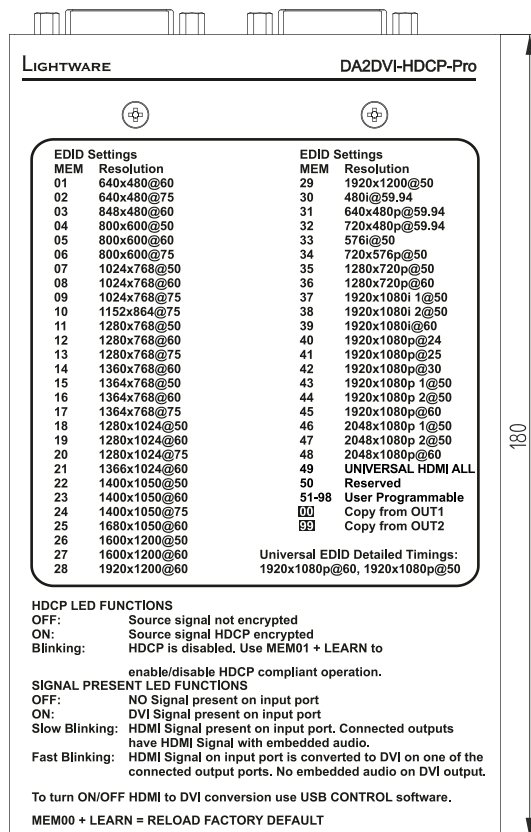 LIGHTWARE
DA2DVI-HDCP-Pro
EDID Settings
MEM Resolution
01 640x480@60
02 640x480@75
03 848x480@60
04 800x600@50
05 800x600@60
06 800x600@75
07 1024x768@50
08 1024x768@60
09 1024x768@75
10 1152x864@75
11 1280x768@50
12 1280x768@60
13 1280x768@75
14 1360x768@60
15 1364x768@50
16 1364x768@60
17 1364x768@75
18 1280x1024@50
19 1280x1024@60
20 1280x1024@75
21 1366x1024@60
22 1400x1050@50
23 1400x1050@60
24 1400x1050@75
25 1680x1050@60
26 1600x1200@50
27 1600x1200@60
28 1920x1200@60
EDID Settings
MEM Resolution
29 1920x1200@50
30 480i@59.94
31 640x480p@59.94
32 720x480p@59.94
33 576i@50
34 720x576p@50
35 1280x720p@50
36 1280x720p@60
37 1920x1080i 1@50
38 1920x1080i 2@50
39 1920x1080i@60
40 1920x1080p@24
41 1920x1080p@25
42 1920x1080p@30
43 1920x1080p 1@50
44 1920x1080p 2@50
45 1920x1080p@60
46 2048x1080p 1@50
47 2048x1080p 2@50
48 2048x1080p@60
49 UNIVERSAL HDMI ALL
50 Reserved
51-98 User Programmable
00 Copy from OUT1
99 Copy from OUT2
Universal EDID Detailed Timings:
1920x1080p@60, 1920x1080p@50
180
HDCP LED FUNCTIONS
OFF: Source signal not encrypted
ON: Source signal HDCP encrypted
Blinking: HDCP is disabled. Use MEM01 + LEARN to
enable/disable HDCP compliant operation.
SIGNAL PRESENT LED FUNCTIONS
OFF: NO Signal present on input port
ON: DVI Signal present on input port
Slow Blinking: HDMI Signal present on input port. Connected outputs
have HDMI Signal with embedded audio.
Fast Blinking: HDMI Signal on input port is converted to DVI on one of the
connected output ports. No embedded audio on DVI output.
To turn ON/OFF HDMI to DVI conversion use USB CONTROL software.
MEM00 + LEARN = RELOAD FACTORY DEFAULT